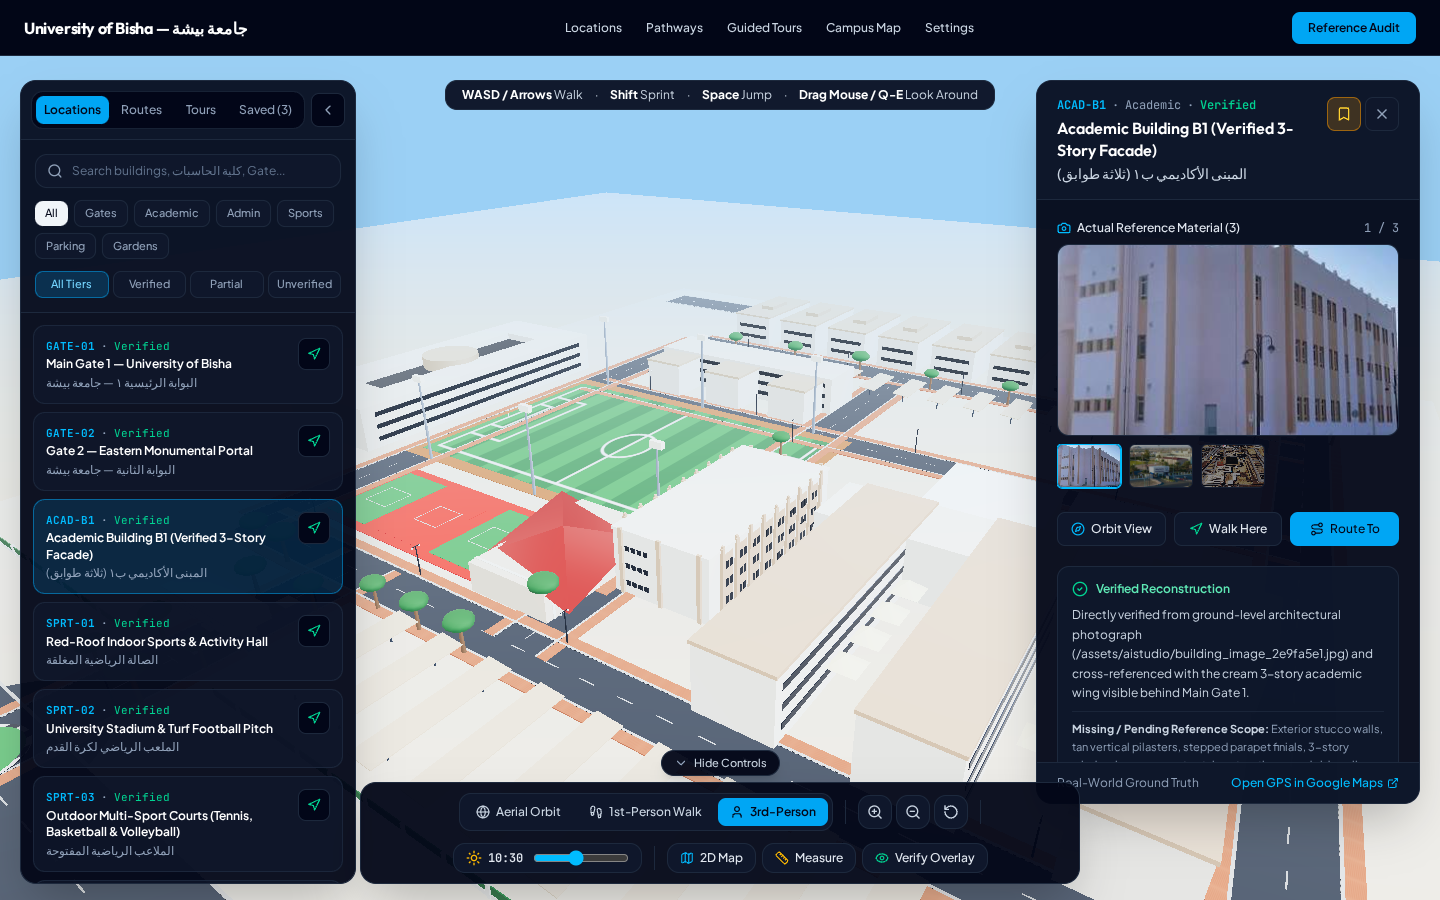 University of Bisha — جامعة بيشة
Locations
Pathways
Guided Tours
Campus Map
Settings
Reference Audit
Locations
Routes
Tours
Saved (3)
Search buildings, كلية الحاسبات, Gate...
All
Gates
Academic
Admin
Sports
Parking
Gardens
All Tiers
Verified
Partial
Unverified
GATE-01 · Verified
Main Gate 1 — University of Bisha
البوابة الرئيسية ١ — جامعة بيشة
GATE-02 · Verified
Gate 2 — Eastern Monumental Portal
البوابة الثانية — جامعة بيشة
ACAD-B1 · Verified
Academic Building B1 (Verified 3-Story
Facade)
المبنى الأكاديمي ب١ (ثلاثة طوابق)
SPRT-01 · Verified
Red-Roof Indoor Sports & Activity Hall
الصالة الرياضية المغلقة
SPRT-02 · Verified
University Stadium & Turf Football Pitch
الملعب الرياضي لكرة القدم
SPRT-03 · Verified
Outdoor Multi-Sport Courts (Tennis,
Basketball & Volleyball)
الملاعب الرياضية المفتوحة
WASD / Arrows Walk · Shift Sprint · Space Jump · Drag Mouse / Q-E Look Around
Hide Controls
Aerial Orbit
1st-Person Walk
3rd-Person
10:30
2D Map
Measure
Verify Overlay
ACAD-B1 · Academic · Verified
Academic Building B1 (Verified 3-
Story Facade)
المبنى الأكاديمي ب١ (ثلاثة طوابق)
Actual Reference Material (3)
1 / 3
Orbit View
Walk Here
Route To
Verified Reconstruction
Directly verified from ground-level architectural
photograph
(/assets/aistudio/building_image_2e9fa5e1.jpg) and
cross-referenced with the cream 3-story academic
wing visible behind Main Gate 1.
Missing / Pending Reference Scope: Exterior stucco walls,
tan vertical pilasters, stepped parapet finials, 3-story
Real-World Ground Truth
Open GPS in Google Maps